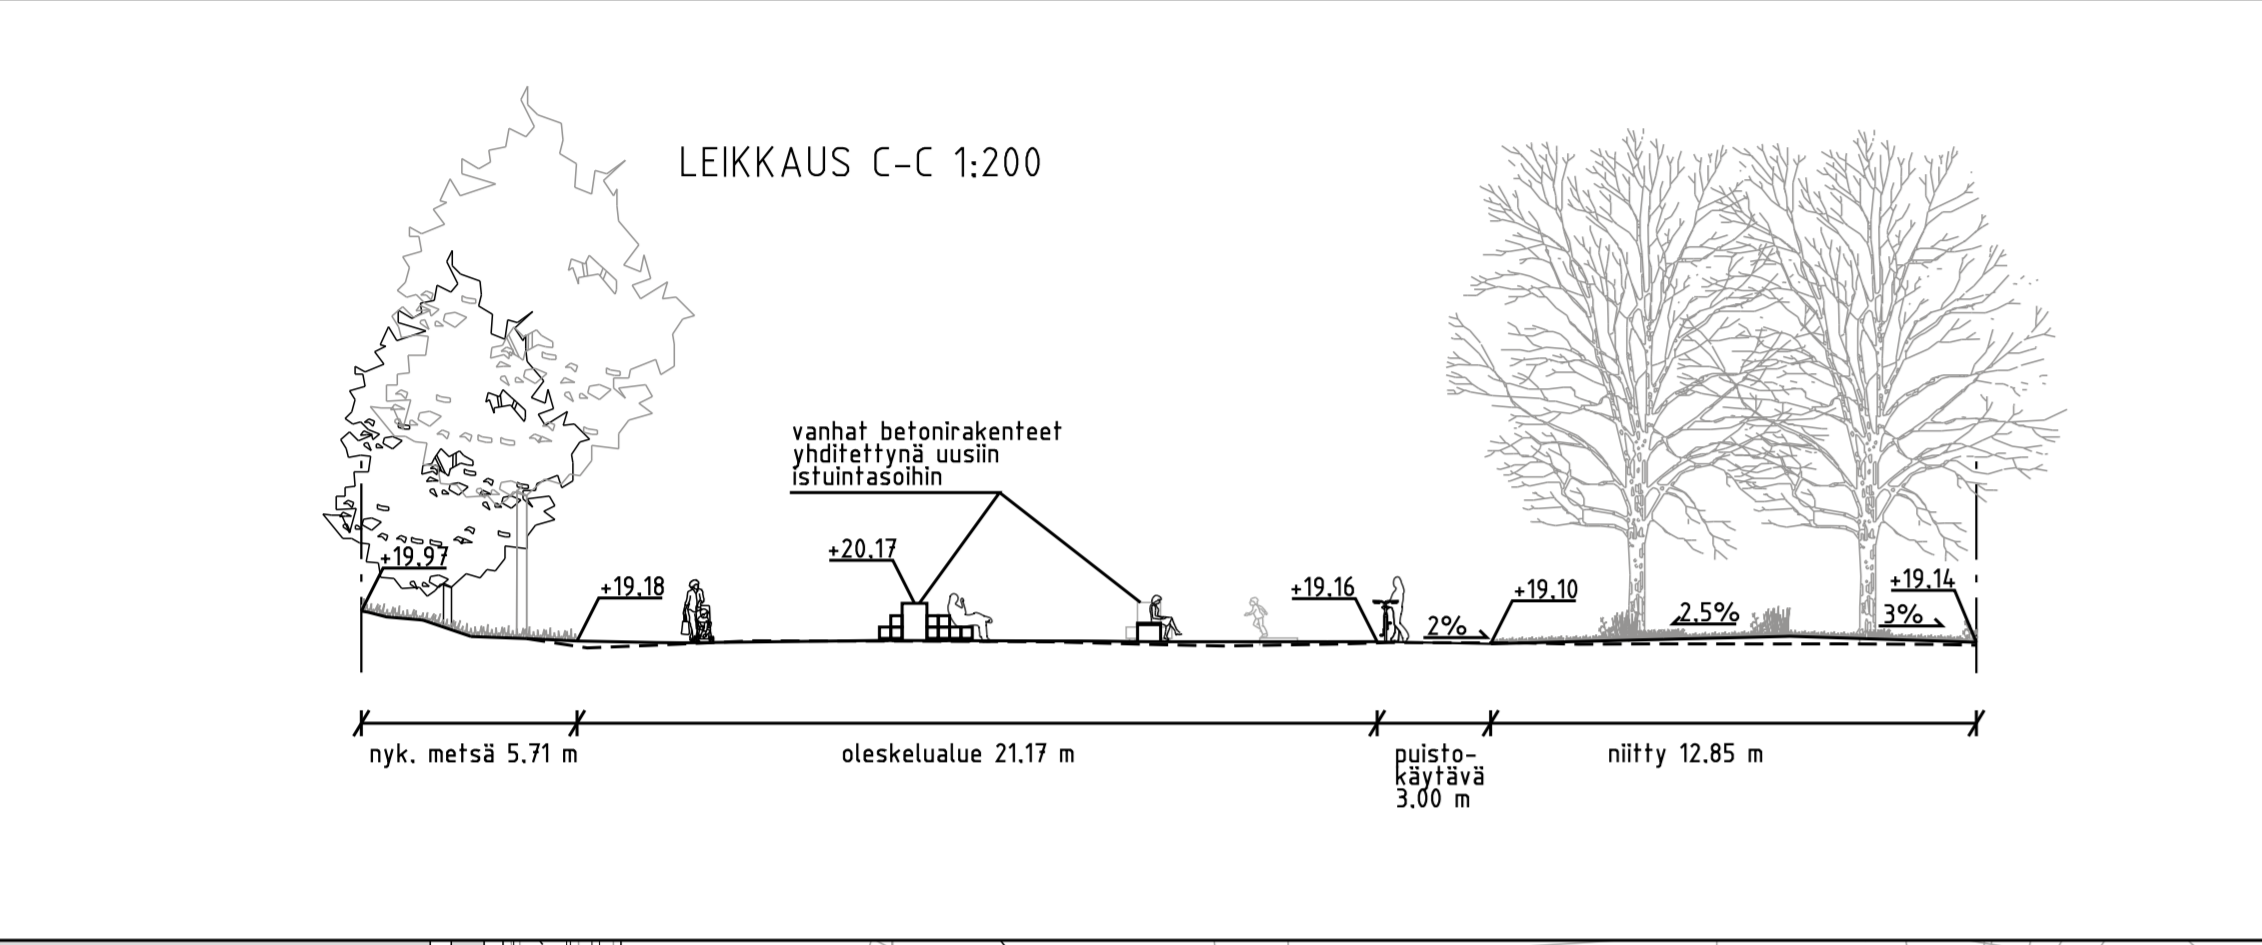 LEIKKAUS C-C 1:200
vanhat betonirakenteet
yhditettynä uusiin
istuintasoihin
+19.97
+20.17
+19.18
+19.16
+19.10
+19.14
2%
2.5%
3%
nyk. metsä 5.71 m
oleskelualue 21.17 m
puisto-
käytävä
3.00 m
niitty 12.85 m